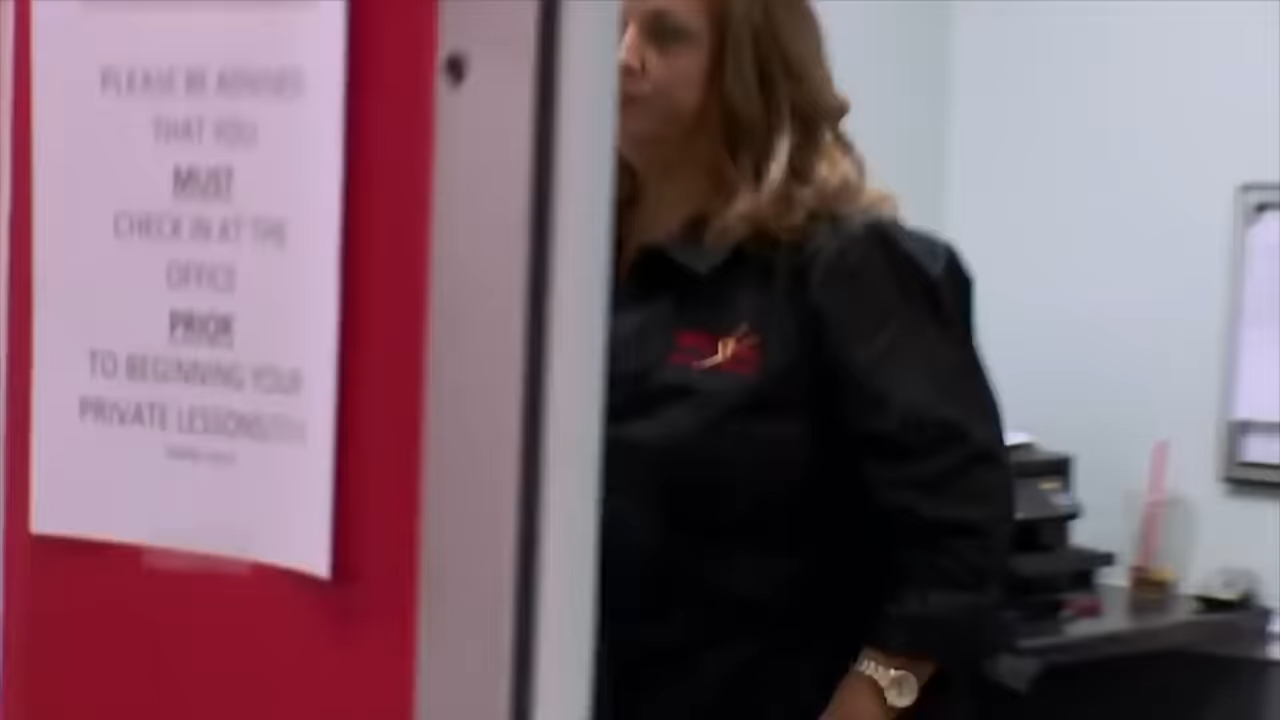 PLEASE BE ADVISED
THAT YOU
MUST
CHECK IN AT THE
OFFICE
PRIOR
TO BEGINNING YOUR
PRIVATE LESSONS!!!!